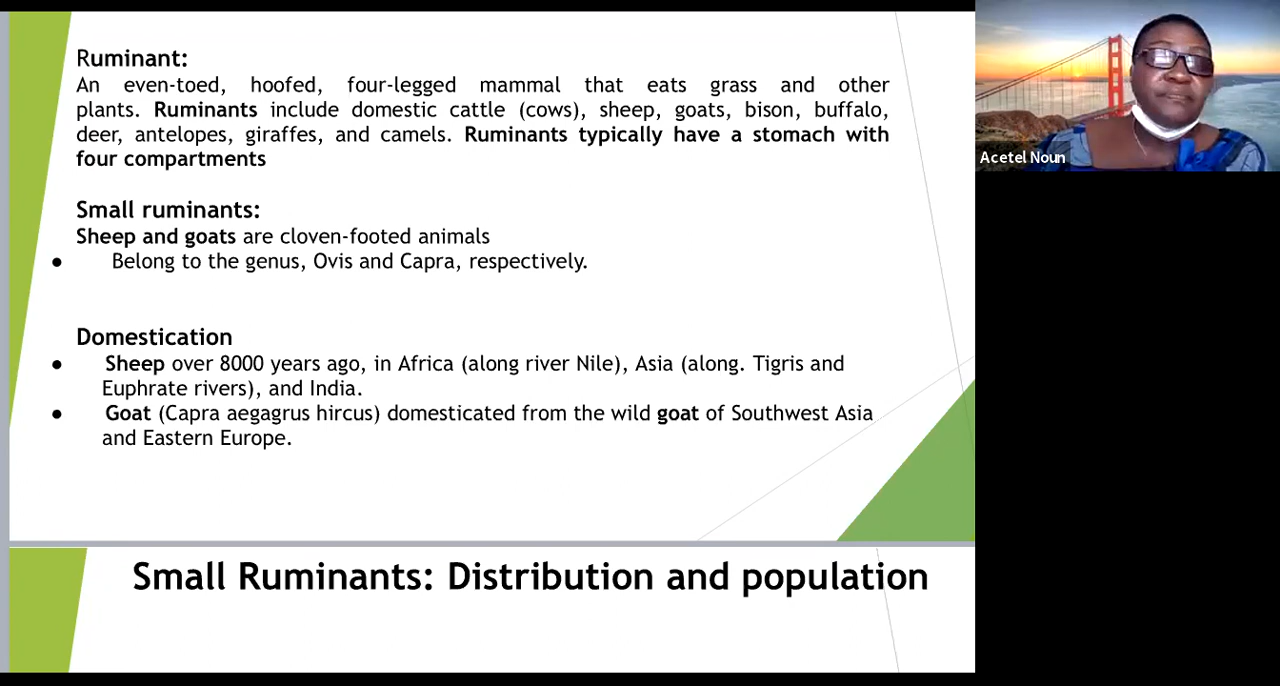 Ruminant:
An even-toed, hoofed, four-legged mammal that eats grass and other
plants. Ruminants include domestic cattle (cows), sheep, goats, bison, buffalo,
deer, antelopes, giraffes, and camels. Ruminants typically have a stomach with
four compartments
Small ruminants:
Sheep and goats are cloven-footed animals
● Belong to the genus, Ovis and Capra, respectively.
Domestication
● Sheep over 8000 years ago, in Africa (along river Nile), Asia (along. Tigris and
Euphrate rivers), and India.
● Goat (Capra aegagrus hircus) domesticated from the wild goat of Southwest Asia
and Eastern Europe.
Small Ruminants: Distribution and population
Acetel Noun